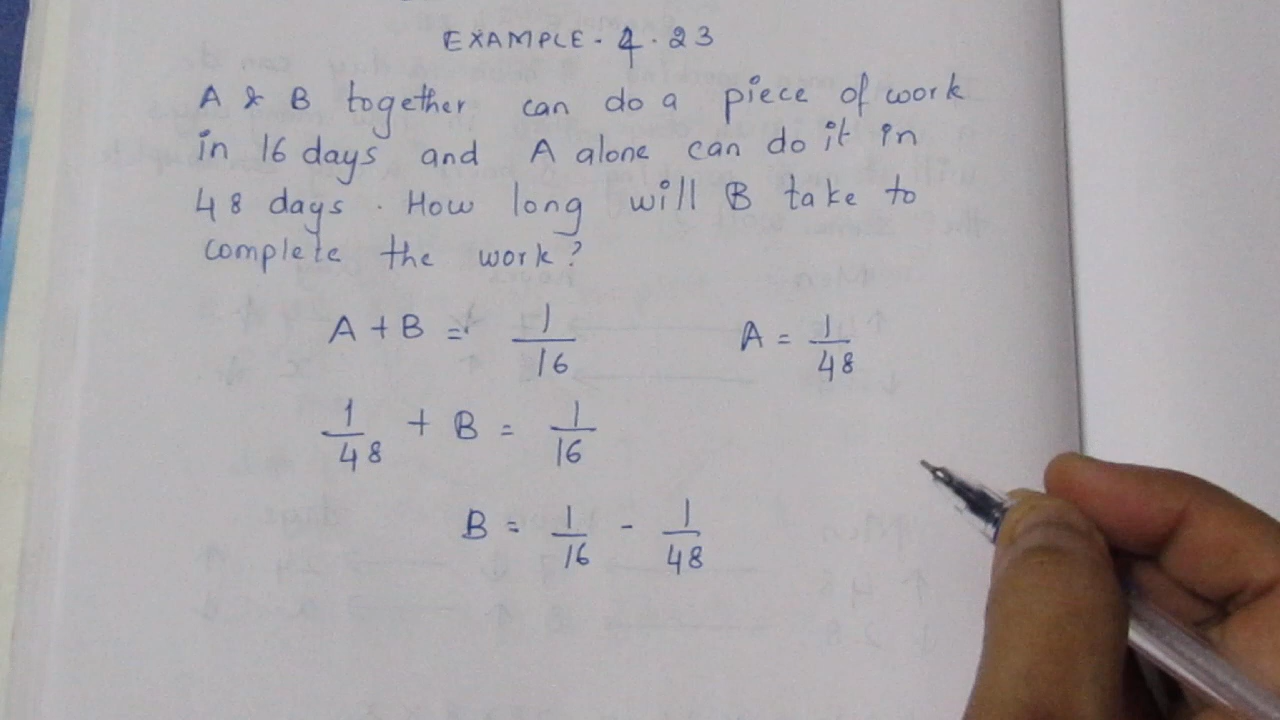 EXAMPLE - 4.23
A & B together can do a piece of work
in 16 days and A alone can do it in
48 days. How long will B take to
complete the work?
A + B = 1/16 A = 1/48
1/48 + B = 1/16
B = 1/16 - 1/48